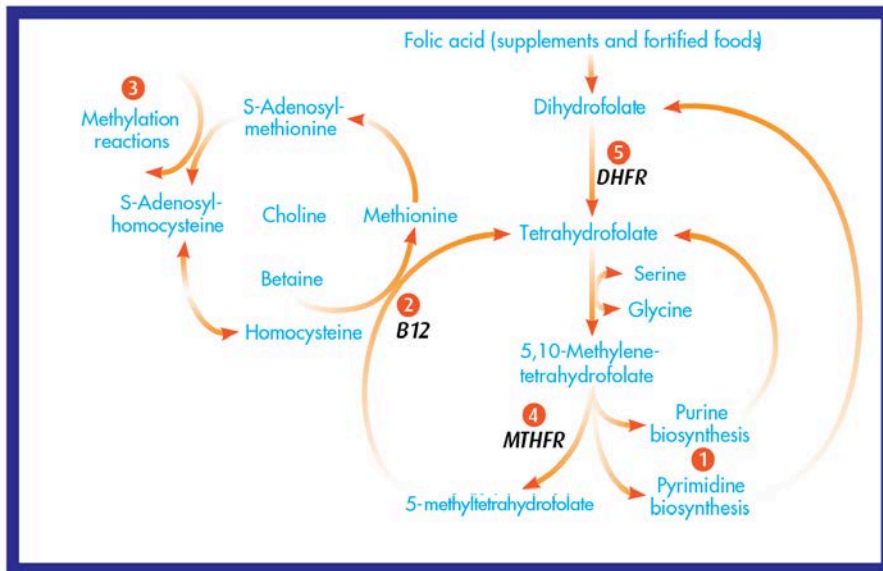 Folic acid (supplements and fortified foods)
Dihydrofolate
5
DHFR
Tetrahydrofolate
Serine
Glycine
5,10-Methylene-
tetrahydrofolate
4
MTHFR
Purine
biosynthesis
1
Pyrimidine
biosynthesis
5-methyltetrahydrofolate
3
Methylation
reactions
S-Adenosyl-
methionine
S-Adenosyl-
homocysteine
Choline
Methionine
Betaine
2
B12
Homocysteine